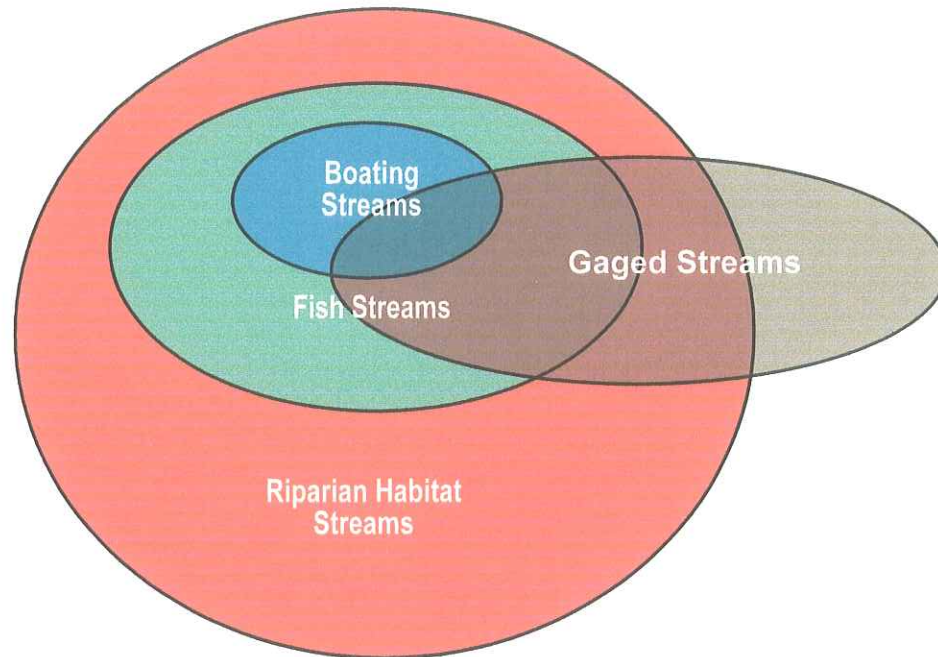 Boating
Streams
Gaged Streams
Fish Streams
Riparian Habitat
Streams